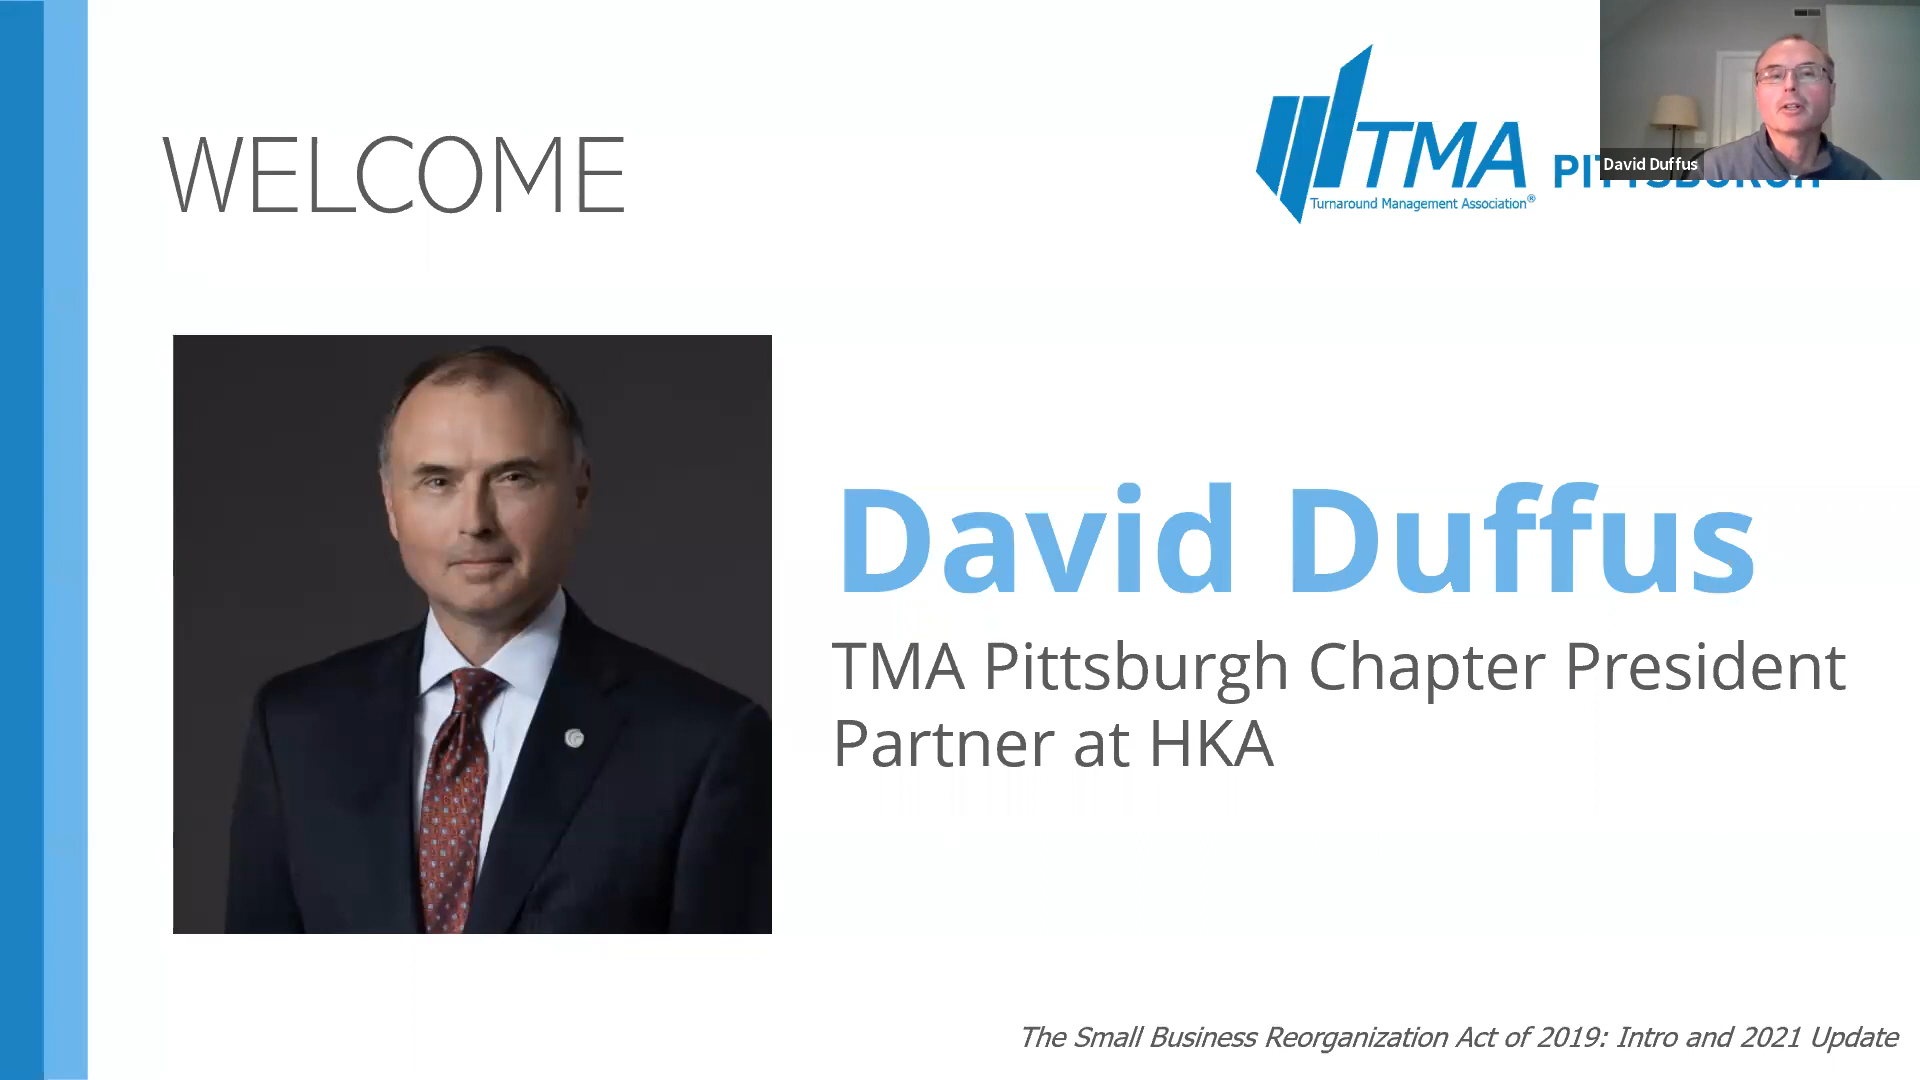 WELCOME
TMA
Turnaround Management Association®
David Duffus
David Duffus
TMA Pittsburgh Chapter President
Partner at HKA
The Small Business Reorganization Act of 2019: Intro and 2021 Update